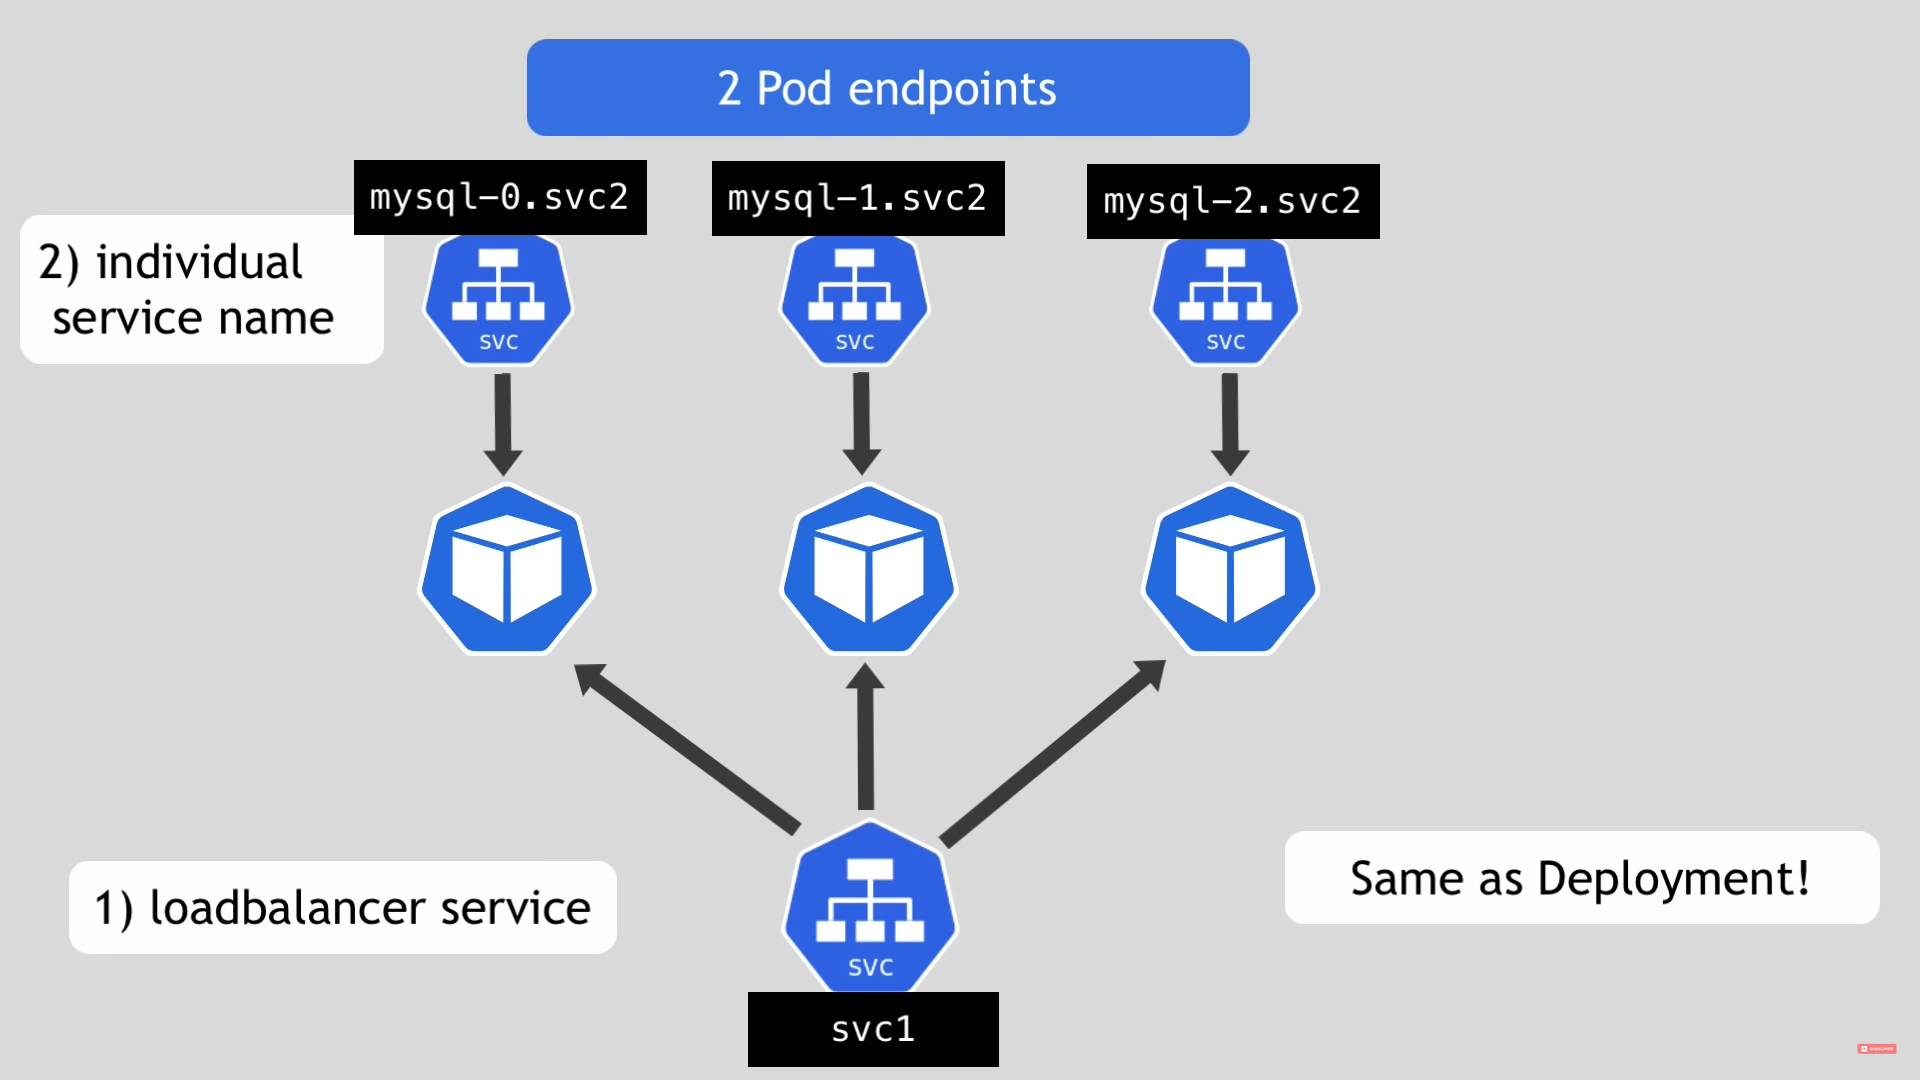 2 Pod endpoints
mysql-0.svc2
mysql-1.svc2
mysql-2.svc2
2) individual
service name
svc
svc
svc
1) loadbalancer service
Same as Deployment!
svc
svc1
SUBSCRIBE